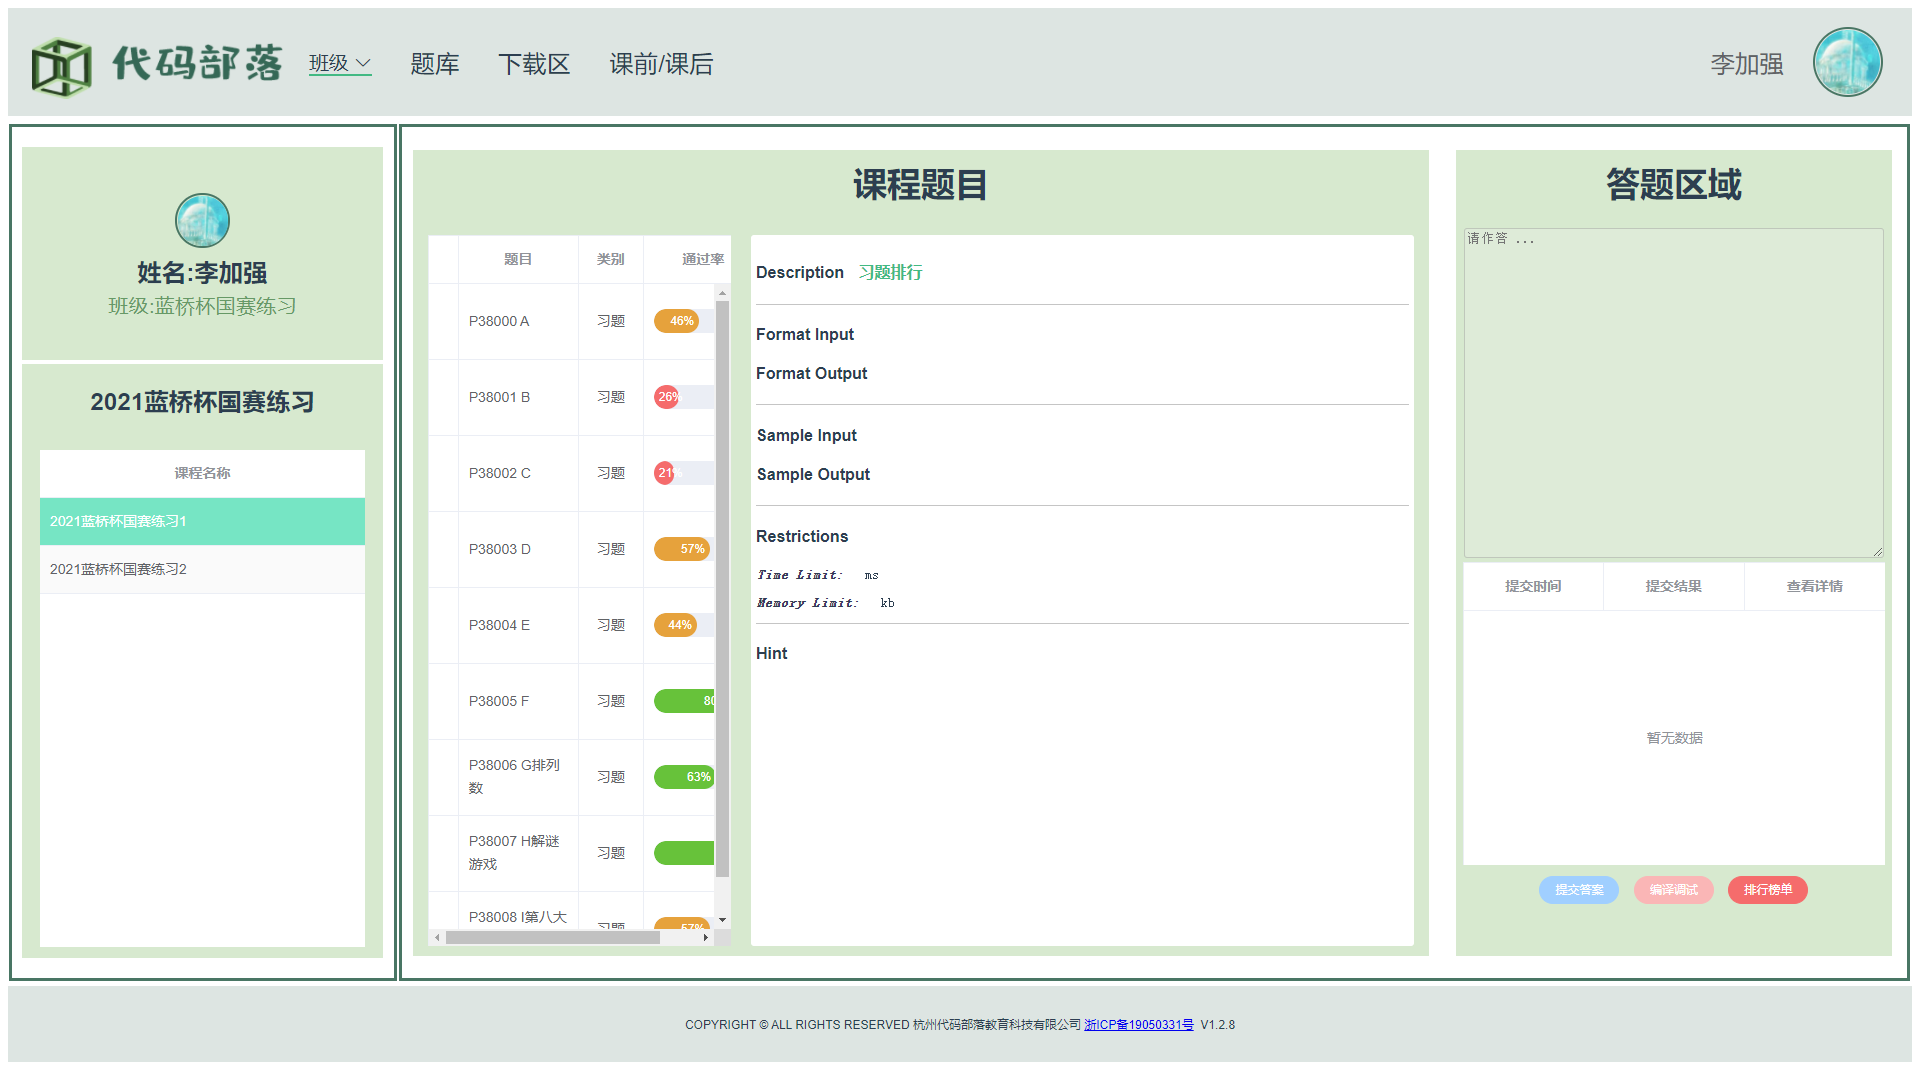 代码部落
班级
题库
下载区
课前/课后
李加强
姓名:李加强
班级:蓝桥杯国赛练习
2021蓝桥杯国赛练习
课程名称
2021蓝桥杯国赛练习1
2021蓝桥杯国赛练习2
课程题目
题目 类别 通过率
P38000 A 习题 46%
P38001 B 习题 26%
P38002 C 习题 21%
P38003 D 习题 57%
P38004 E 习题 44%
P38005 F 习题 80
P38006 G排列
数 习题 63%
P38007 H解谜
游戏 习题
P38008 I第八大 习题 57%
Description 习题排行
Format Input
Format Output
Sample Input
Sample Output
Restrictions
Time Limit: ms
Memory Limit: kb
Hint
答题区域
请作答 ...
提交时间 提交结果 查看详情
暂无数据
提交答案 编译调试 排行榜单
COPYRIGHT © ALL RIGHTS RESERVED 杭州代码部落教育科技有限公司 浙ICP备19050331号 V1.2.8